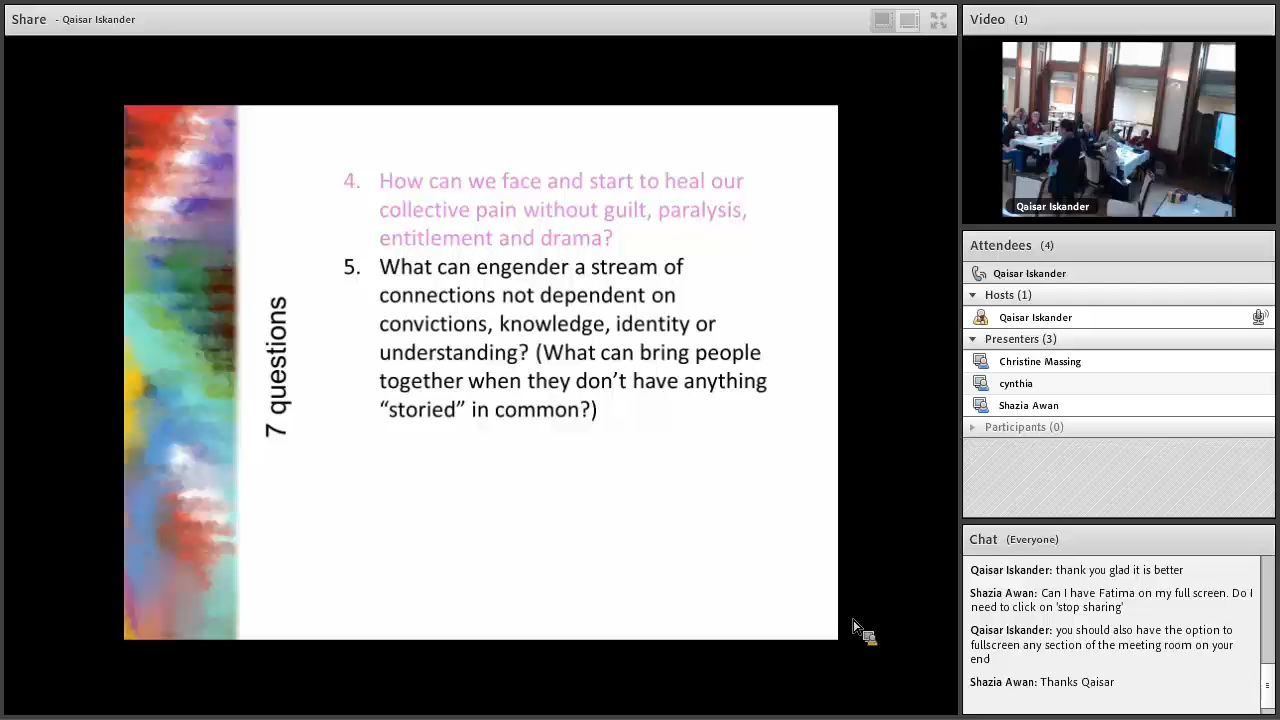 Share - Qaisar Iskander
4. How can we face and start to heal our
collective pain without guilt, paralysis,
entitlement and drama?
5. What can engender a stream of
connections not dependent on
convictions, knowledge, identity or
understanding? (What can bring people
together when they don’t have anything
“storied” in common?)
7 questions
Video (1)
Qaisar Iskander
Attendees (4)
Qaisar Iskander
Hosts (1)
Qaisar Iskander
Presenters (3)
Christine Massing
cynthia
Shazia Awan
Participants (0)
Chat (Everyone)
Qaisar Iskander: thank you glad it is better
Shazia Awan: Can I have Fatima on my full screen. Do I
need to click on 'stop sharing'
Qaisar Iskander: you should also have the option to
fullscreen any section of the meeting room on your
end
Shazia Awan: Thanks Qaisar